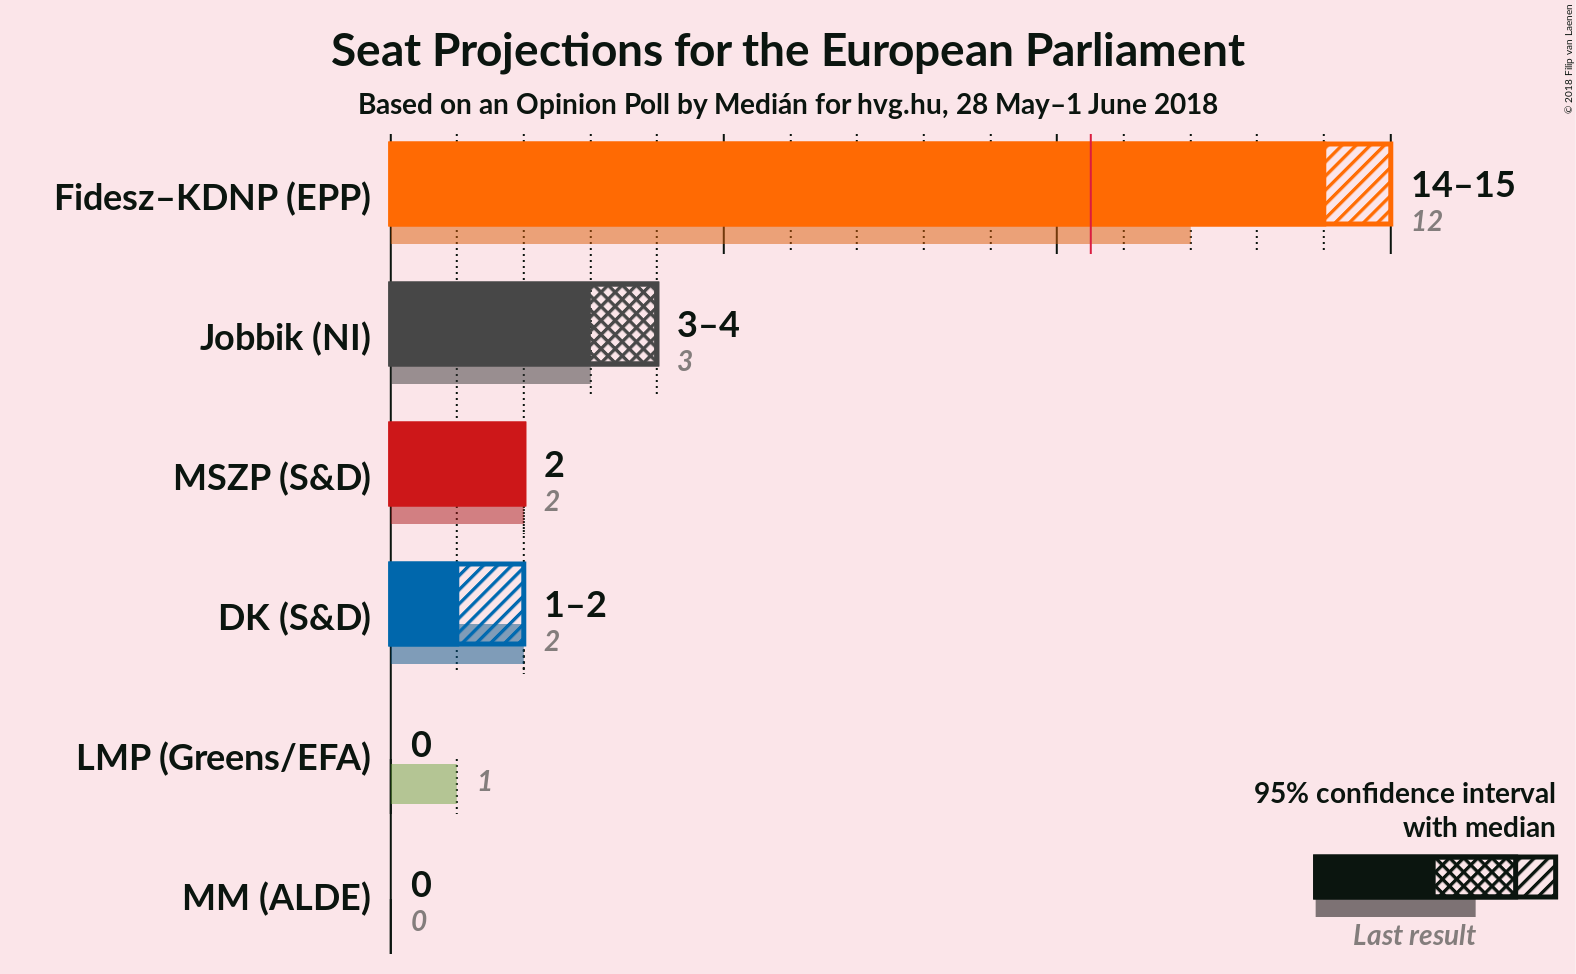 Seat Projections for the European Parliament
Based on an Opinion Poll by Medián for hvg.hu, 28 May–1 June 2018
© 2018 Filip van Laenen
Fidesz–KDNP (EPP)
14–15
12
Jobbik (NI)
3–4
3
MSZP (S&D)
2
2
DK (S&D)
1–2
2
LMP (Greens/EFA)
0
1
MM (ALDE)
0
0
95% confidence interval
with median
Last result